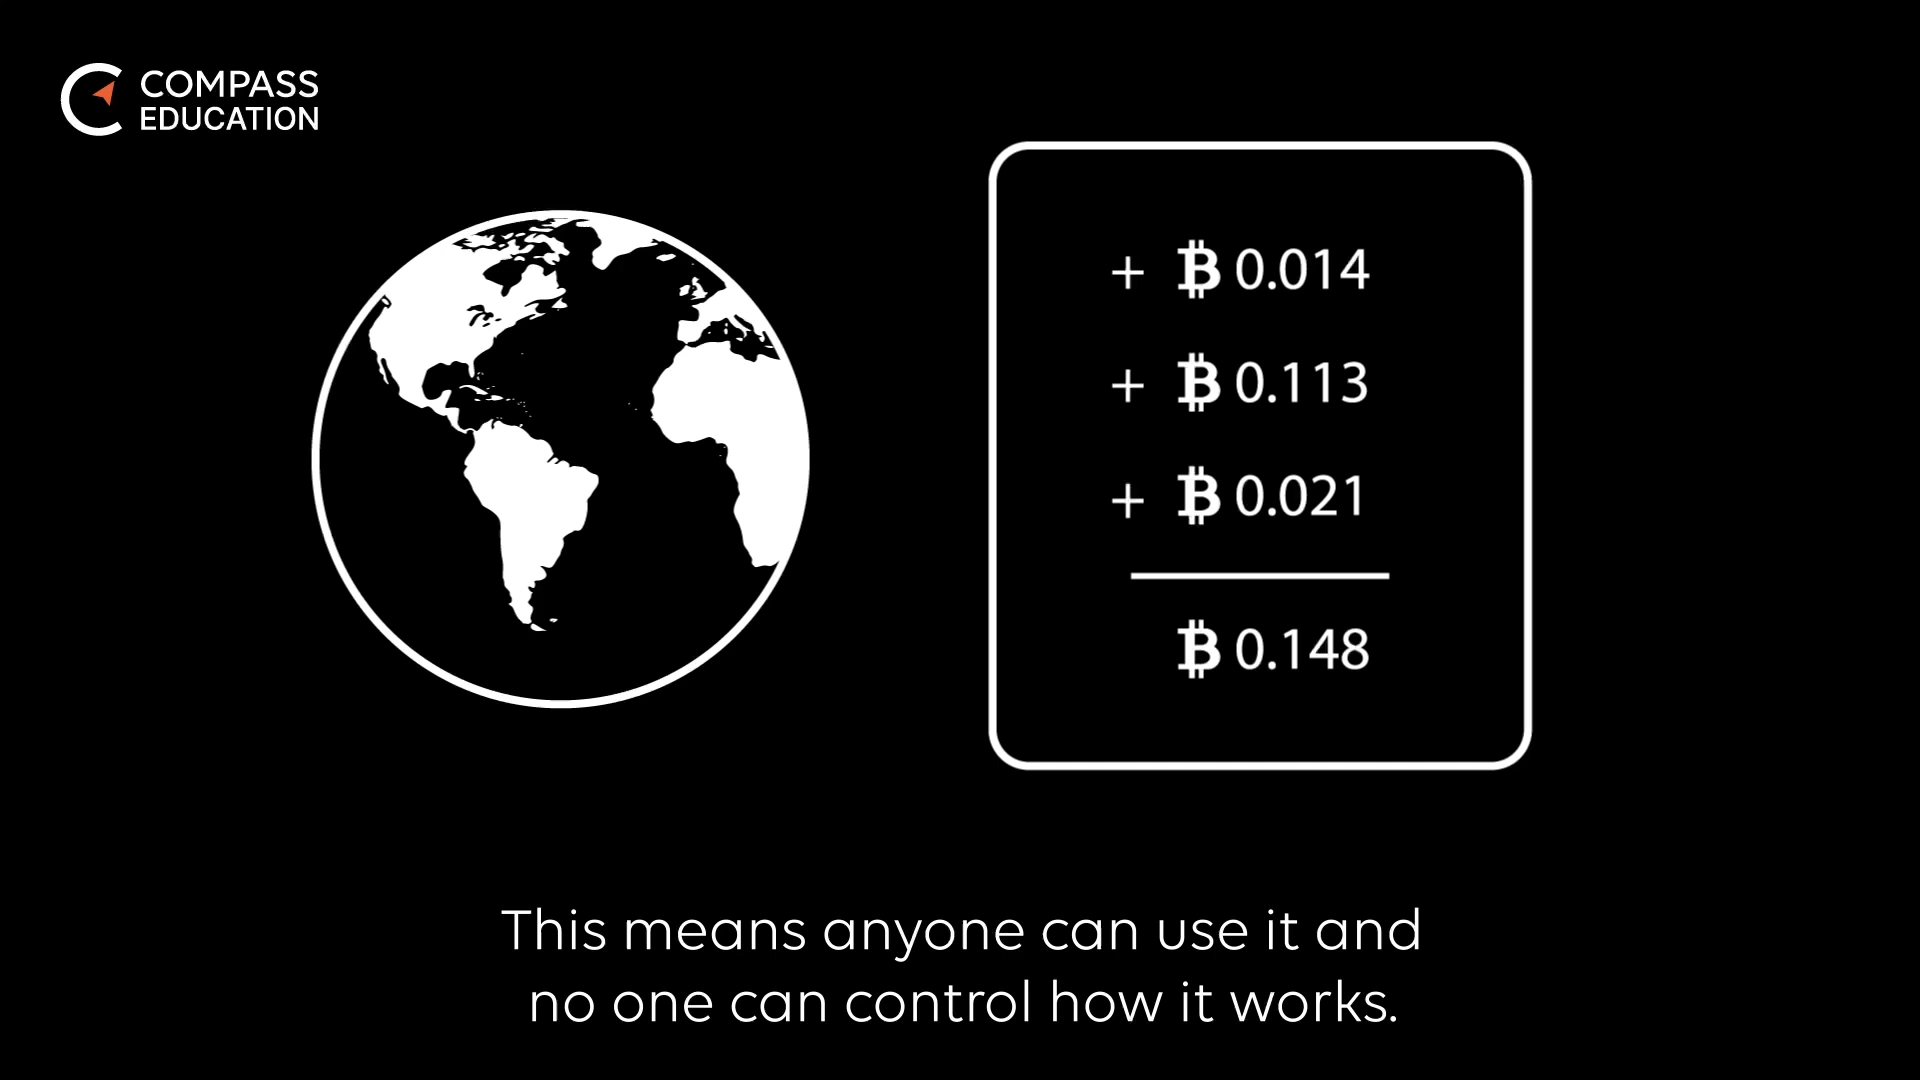 COMPASS
EDUCATION
+ ₿ 0.014
+ ₿ 0.113
+ ₿ 0.021
₿ 0.148
This means anyone can use it and
no one can control how it works.